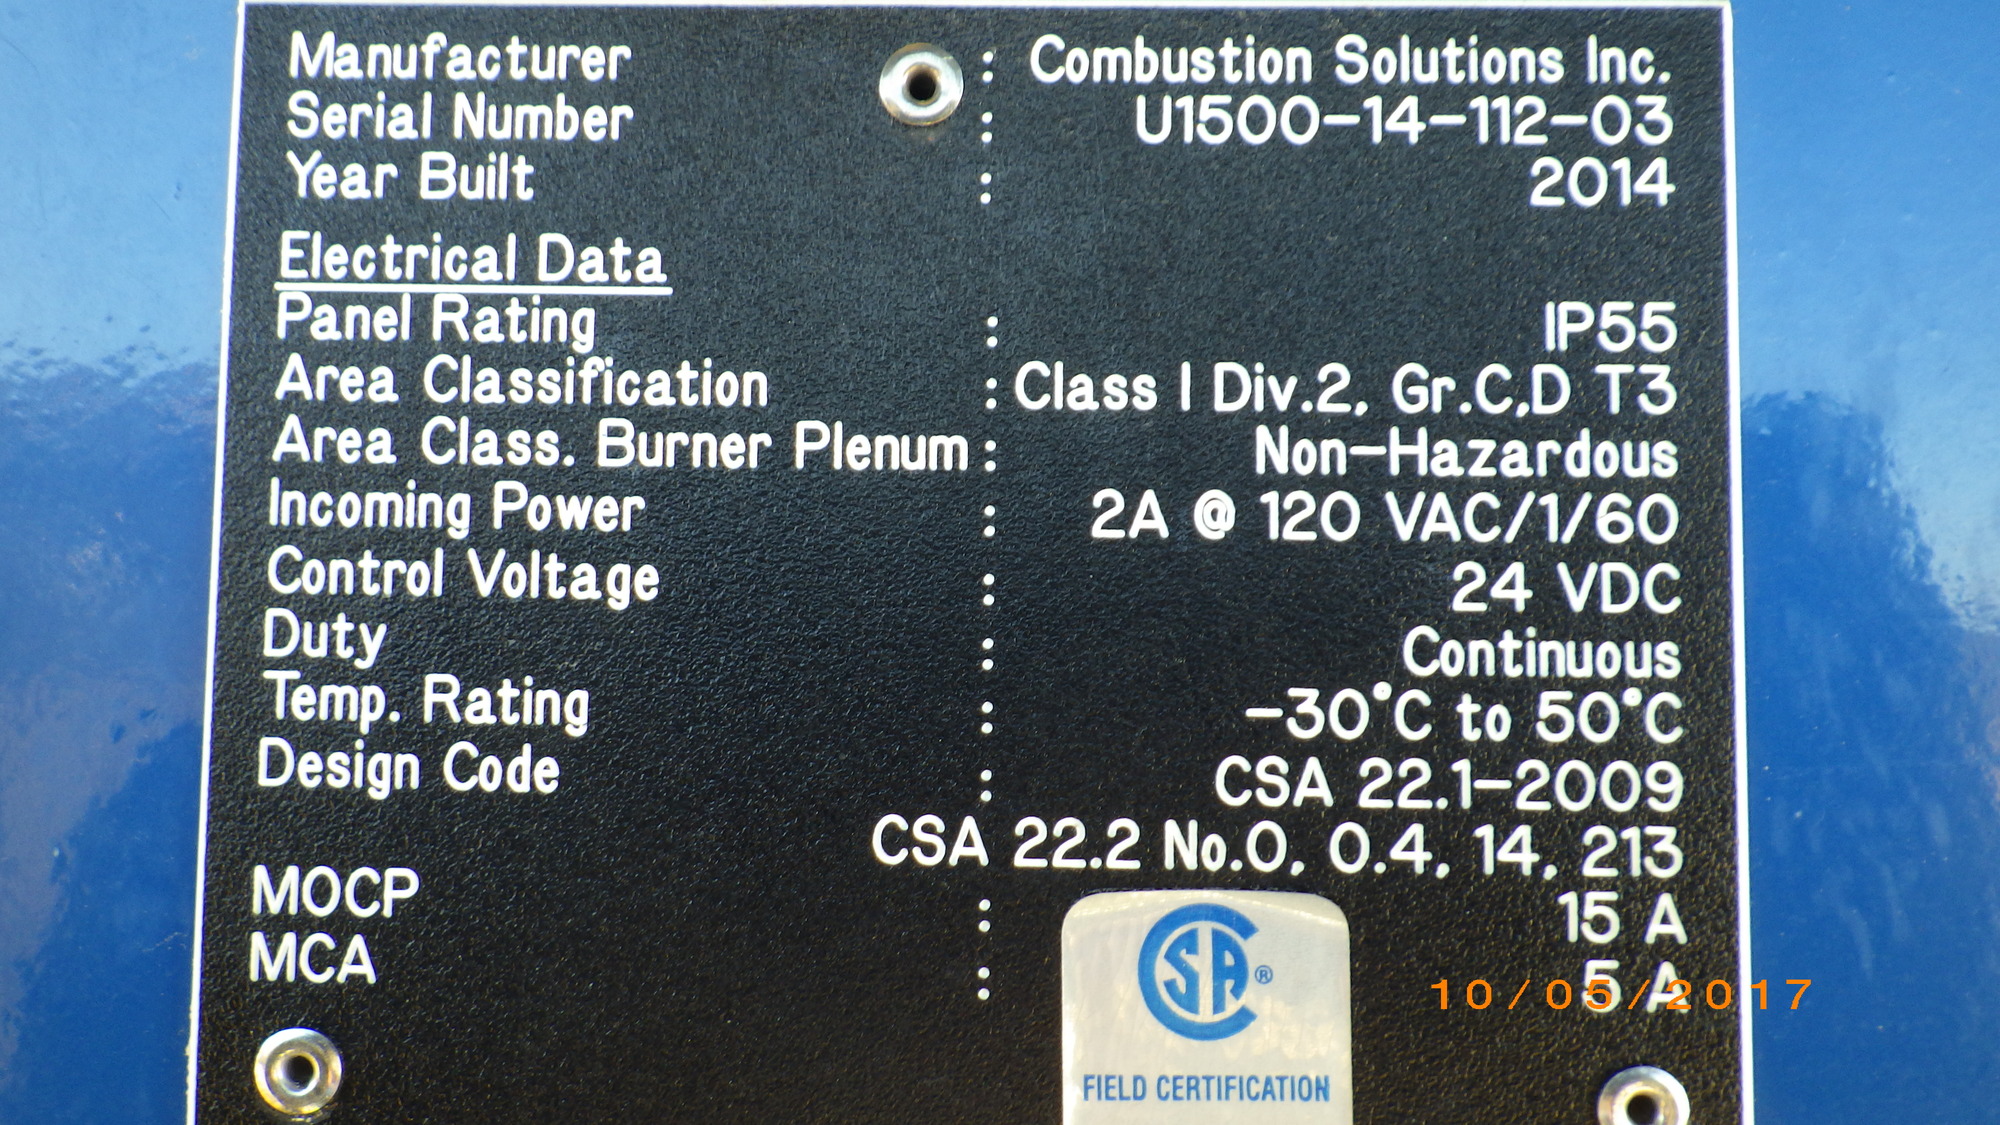 Manufacturer : Combustion Solutions Inc.
Serial Number : U1500-14-112-03
Year Built : 2014
Electrical Data
Panel Rating : IP55
Area Classification : Class I Div.2, Gr.C,D T3
Area Class. Burner Plenum : Non-Hazardous
Incoming Power : 2A @ 120 VAC/1/60
Control Voltage : 24 VDC
Duty : Continuous
Temp. Rating : -30°C to 50°C
Design Code : CSA 22.1-2009
CSA 22.2 No.0, 0.4, 14, 213
MOCP : 15 A
MCA : 5 A
10/05/2017
CSA®
FIELD CERTIFICATION